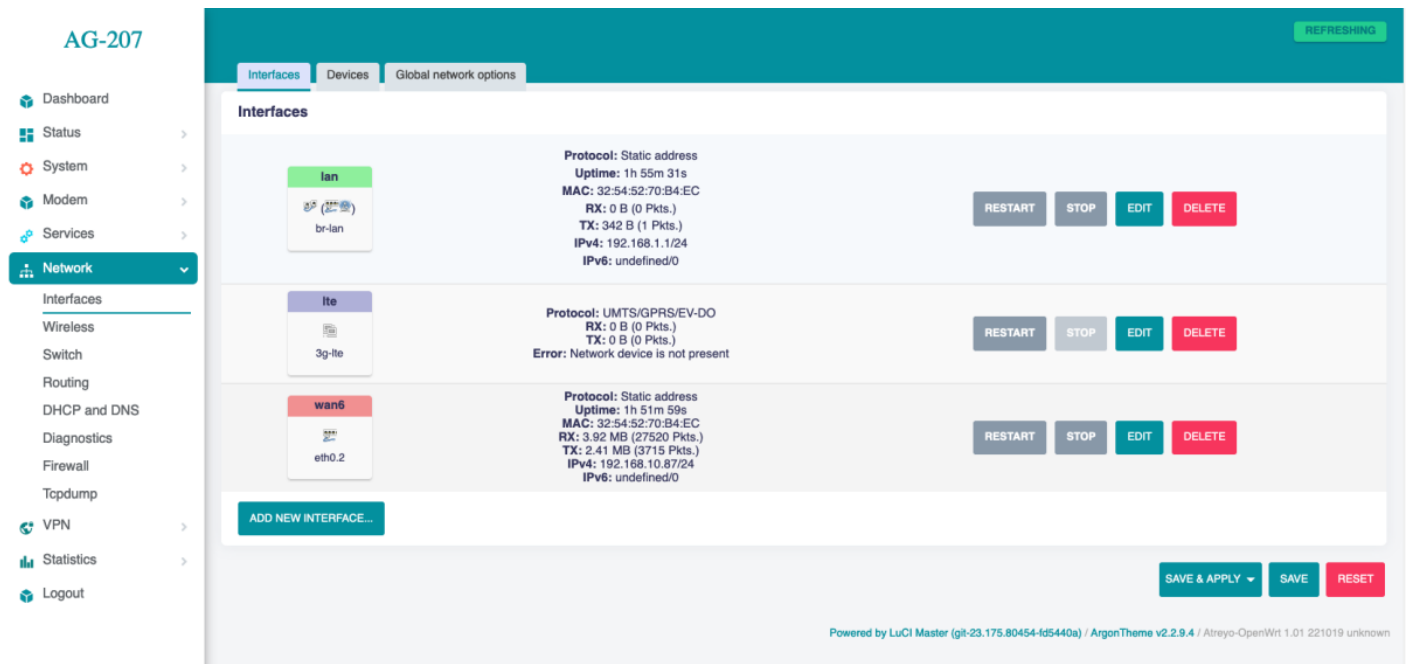 AG-207
REFRESHING
Interfaces Devices Global network options
Dashboard
Status
System
Modem
Services
Network
Interfaces
Wireless
Switch
Routing
DHCP and DNS
Diagnostics
Firewall
Tcpdump
VPN
Statistics
Logout
Interfaces
lan
br-lan
Protocol: Static address
Uptime: 1h 55m 31s
MAC: 32:54:52:70:B4:EC
RX: 0 B (0 Pkts.)
TX: 342 B (1 Pkts.)
IPv4: 192.168.1.1/24
IPv6: undefined/0
RESTART STOP EDIT DELETE
lte
3g-lte
Protocol: UMTS/GPRS/EV-DO
RX: 0 B (0 Pkts.)
TX: 0 B (0 Pkts.)
Error: Network device is not present
RESTART STOP EDIT DELETE
wan6
eth0.2
Protocol: Static address
Uptime: 1h 51m 59s
MAC: 32:54:52:70:B4:EC
RX: 3.92 MB (27520 Pkts.)
TX: 2.41 MB (3715 Pkts.)
IPv4: 192.168.10.87/24
IPv6: undefined/0
RESTART STOP EDIT DELETE
ADD NEW INTERFACE...
SAVE & APPLY SAVE RESET
Powered by LuCI Master (git-23.175.80454-fd5440a) / ArgonTheme v2.2.9.4 / Atreyo-OpenWrt 1.01 221019 unknown